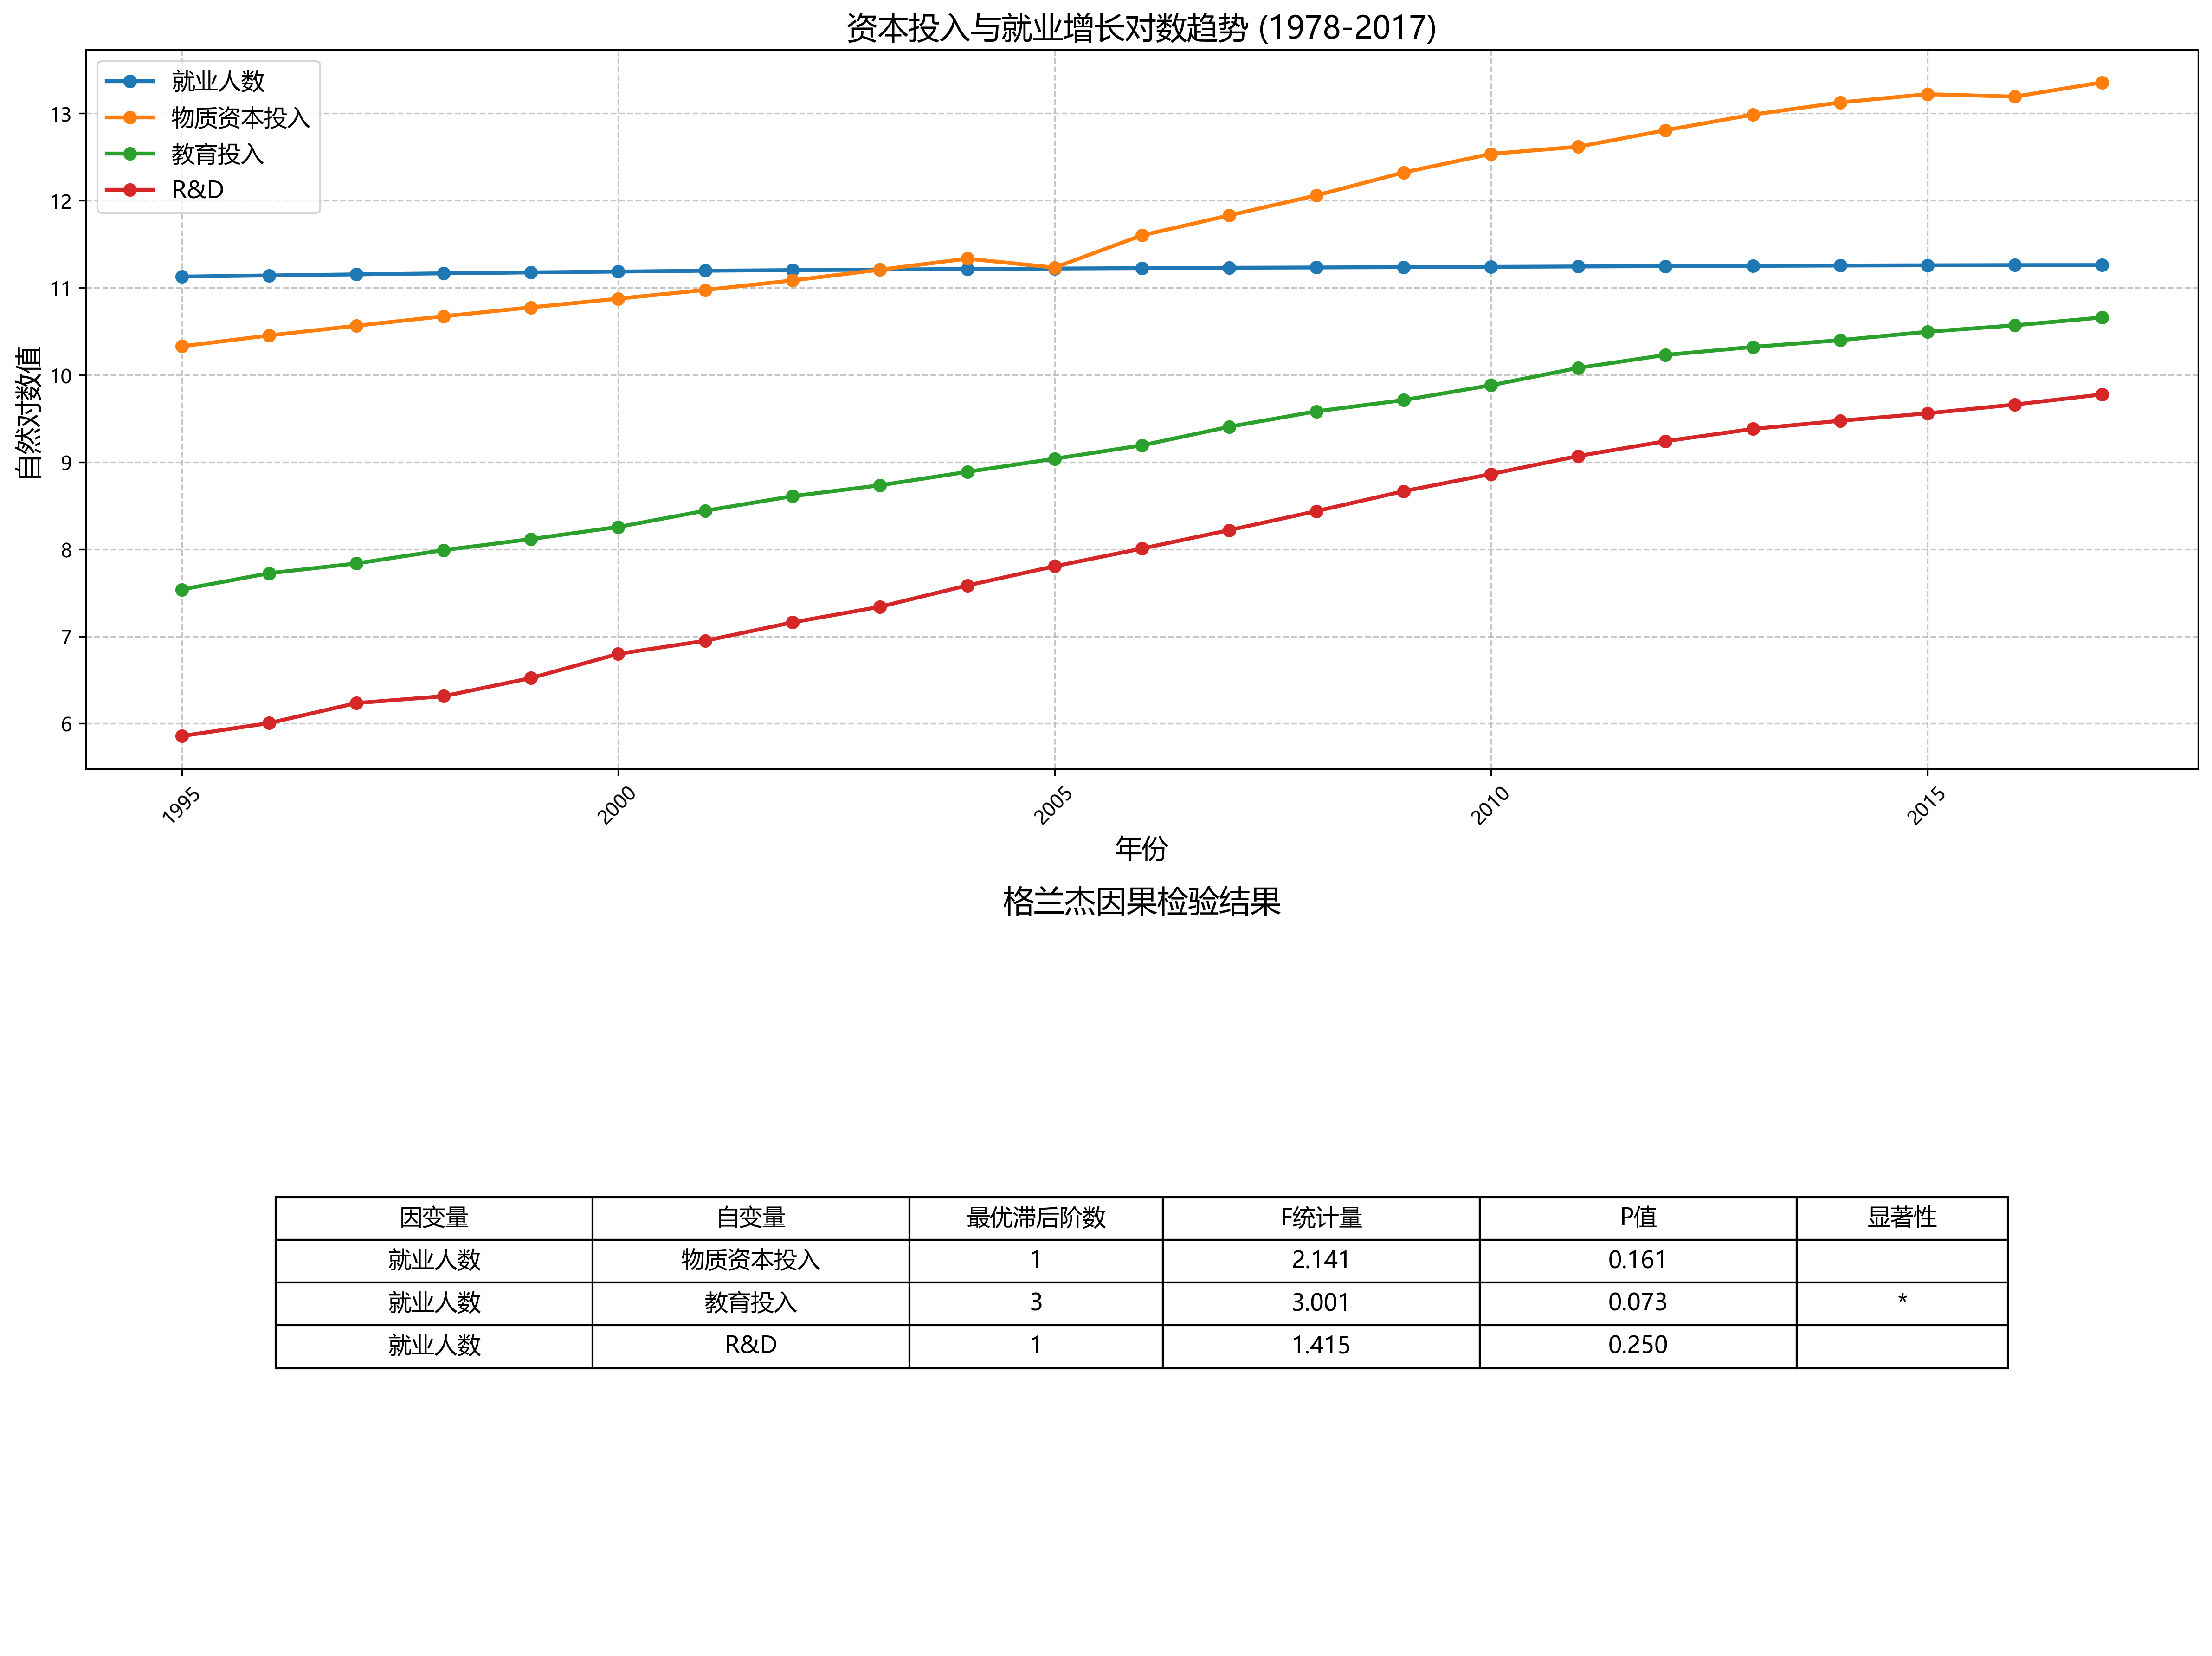 资本投入与就业增长对数趋势 (1978-2017)
就业人数
物质资本投入
教育投入
R&D
自然对数值
13
12
11
10
9
8
7
6
1995
2000
2005
2010
2015
年份
格兰杰因果检验结果
因变量 自变量 最优滞后阶数 F统计量 P值 显著性
就业人数 物质资本投入 1 2.141 0.161
就业人数 教育投入 3 3.001 0.073 *
就业人数 R&D 1 1.415 0.250